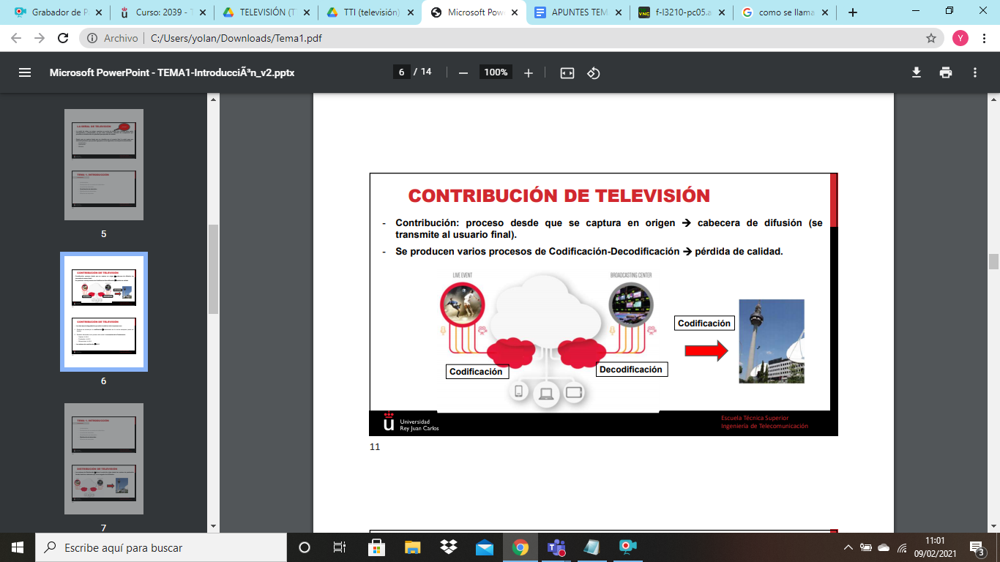 Grabador de P
Curso: 2039 - T
TELEVISIÓN (T
TTI (televisión)
Microsoft Pow
APUNTES TEM
f-l3210-pc05.a
como se llama
Archivo
C:/Users/yolan/Downloads/Tema1.pdf
Y
Microsoft PowerPoint - TEMA1-IntroducciÃ³n_v2.pptx
6 / 14
100%
5
6
7
CONTRIBUCIÓN DE TELEVISIÓN
- Contribución: proceso desde que se captura en origen → cabecera de difusión (se
transmite al usuario final).
- Se producen varios procesos de Codificación-Decodificación → pérdida de calidad.
LIVE EVENT
BROADCASTING CENTER
Codificación
Codificación
Decodificación
Universidad
Rey Juan Carlos
Escuela Técnica Superior
Ingeniería de Telecomunicación
11
Escribe aquí para buscar
11:01
09/02/2021
3